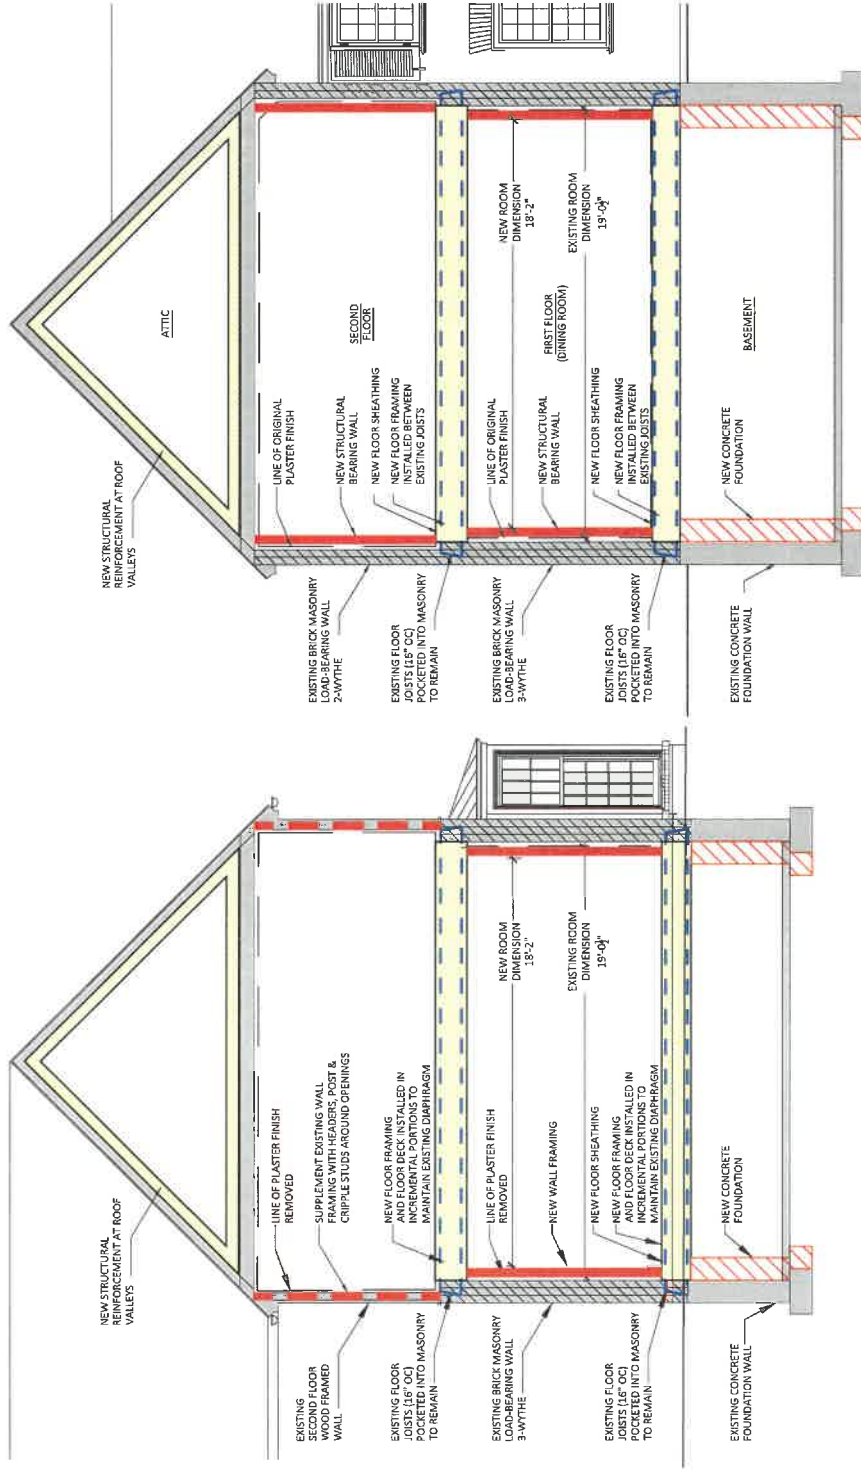 NEW STRUCTURAL
REINFORCEMENT AT ROOF
VALLEYS
LINE OF PLASTER FINISH
REMOVED
SUPPLEMENT EXISTING WALL
FRAMING WITH HEADERS, POST &
CRIPPLE STUDS AROUND OPENINGS
EXISTING
SECOND FLOOR
WOOD FRAMED
WALL
NEW FLOOR FRAMING
AND FLOOR DECK INSTALLED IN
INCREMENTAL PORTIONS TO
MAINTAIN EXISTING DIAPHRAGM
EXISTING FLOOR
JOISTS (16" OC)
POCKETED INTO MASONRY
TO REMAIN
LINE OF PLASTER FINISH
REMOVED
NEW ROOM
DIMENSION
18'-2"
EXISTING BRICK MASONRY
LOAD-BEARING WALL
3-WYTHE
NEW WALL FRAMING
EXISTING ROOM
DIMENSION
19'-0½"
NEW FLOOR SHEATHING
NEW FLOOR FRAMING
AND FLOOR DECK INSTALLED IN
INCREMENTAL PORTIONS TO
MAINTAIN EXISTING DIAPHRAGM
EXISTING FLOOR
JOISTS (16" OC)
POCKETED INTO MASONRY
TO REMAIN
NEW CONCRETE
FOUNDATION
EXISTING CONCRETE
FOUNDATION WALL
NEW STRUCTURAL
REINFORCEMENT AT ROOF
VALLEYS
ATTIC
LINE OF ORIGINAL
PLASTER FINISH
NEW STRUCTURAL
BEARING WALL
SECOND
FLOOR
EXISTING BRICK MASONRY
LOAD-BEARING WALL
2-WYTHE
NEW FLOOR SHEATHING
NEW FLOOR FRAMING
INSTALLED BETWEEN
EXISTING JOISTS
EXISTING FLOOR
JOISTS (16" OC)
POCKETED INTO MASONRY
TO REMAIN
LINE OF ORIGINAL
PLASTER FINISH
NEW ROOM
DIMENSION
18'-2"
NEW STRUCTURAL
BEARING WALL
FIRST FLOOR
(DINING ROOM)
EXISTING BRICK MASONRY
LOAD-BEARING WALL
3-WYTHE
EXISTING ROOM
DIMENSION
19'-0½"
NEW FLOOR SHEATHING
NEW FLOOR FRAMING
INSTALLED BETWEEN
EXISTING JOISTS
EXISTING FLOOR
JOISTS (16" OC)
POCKETED INTO MASONRY
TO REMAIN
NEW CONCRETE
FOUNDATION
BASEMENT
EXISTING CONCRETE
FOUNDATION WALL